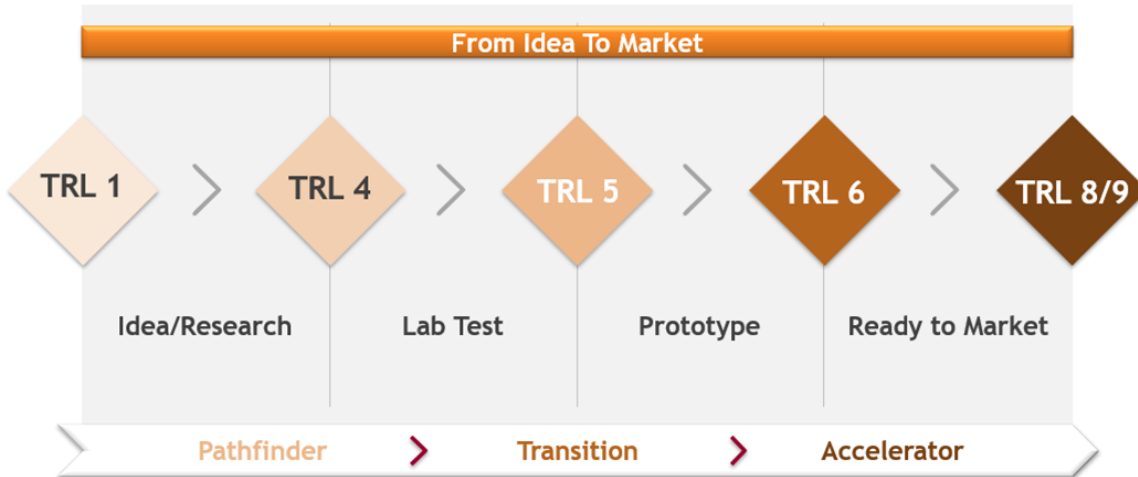 From Idea To Market
TRL 1
TRL 4
TRL 5
TRL 6
TRL 8/9
Idea/Research
Lab Test
Prototype
Ready to Market
Pathfinder
Transition
Accelerator